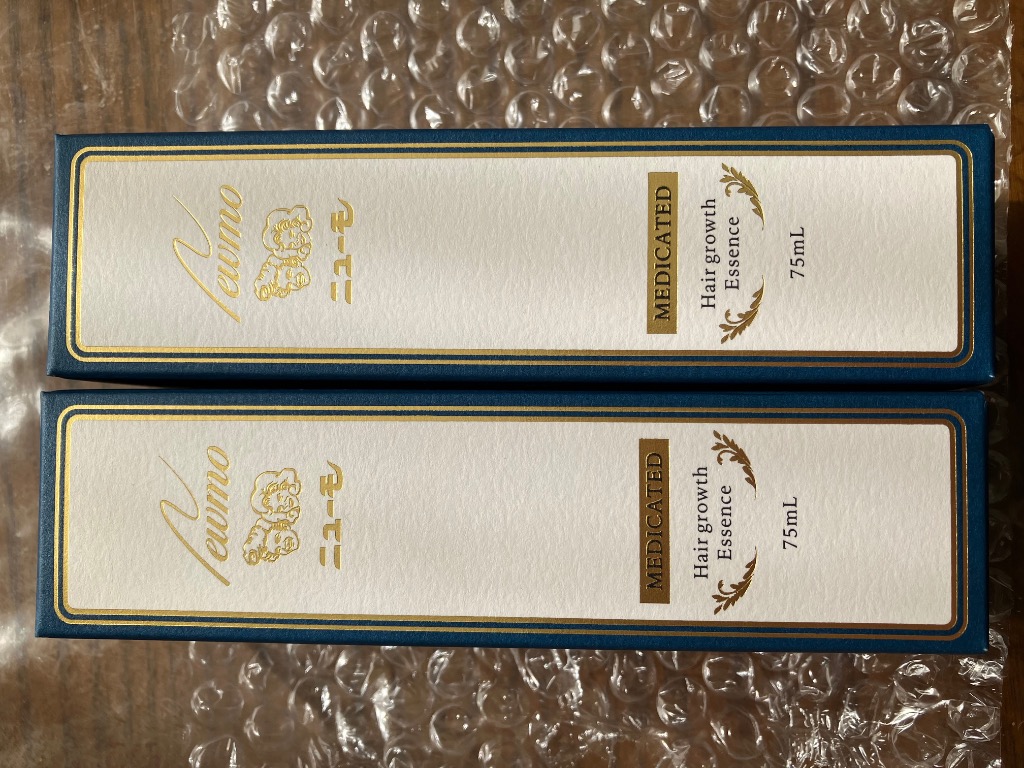 Newmo
ニューモ
MEDICATED
Hair growth
Essence
75mL
Newmo
ニューモ
MEDICATED
Hair growth
Essence
75mL